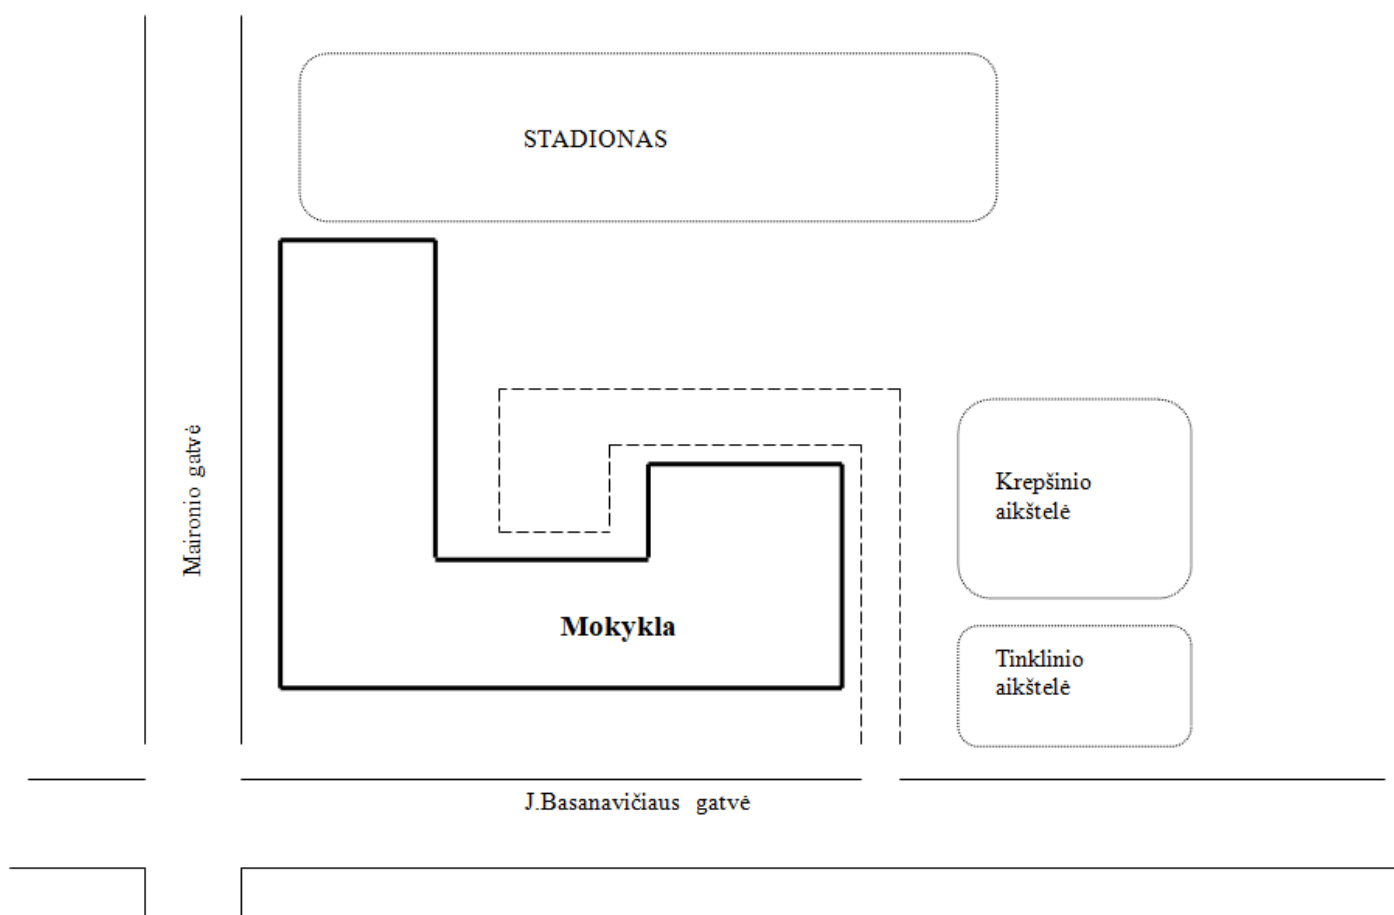 STADIONAS
Maironio gatvė
Krepšinio
aikštelė
Mokykla
Tinklinio
aikštelė
J.Basanavičiaus gatvė